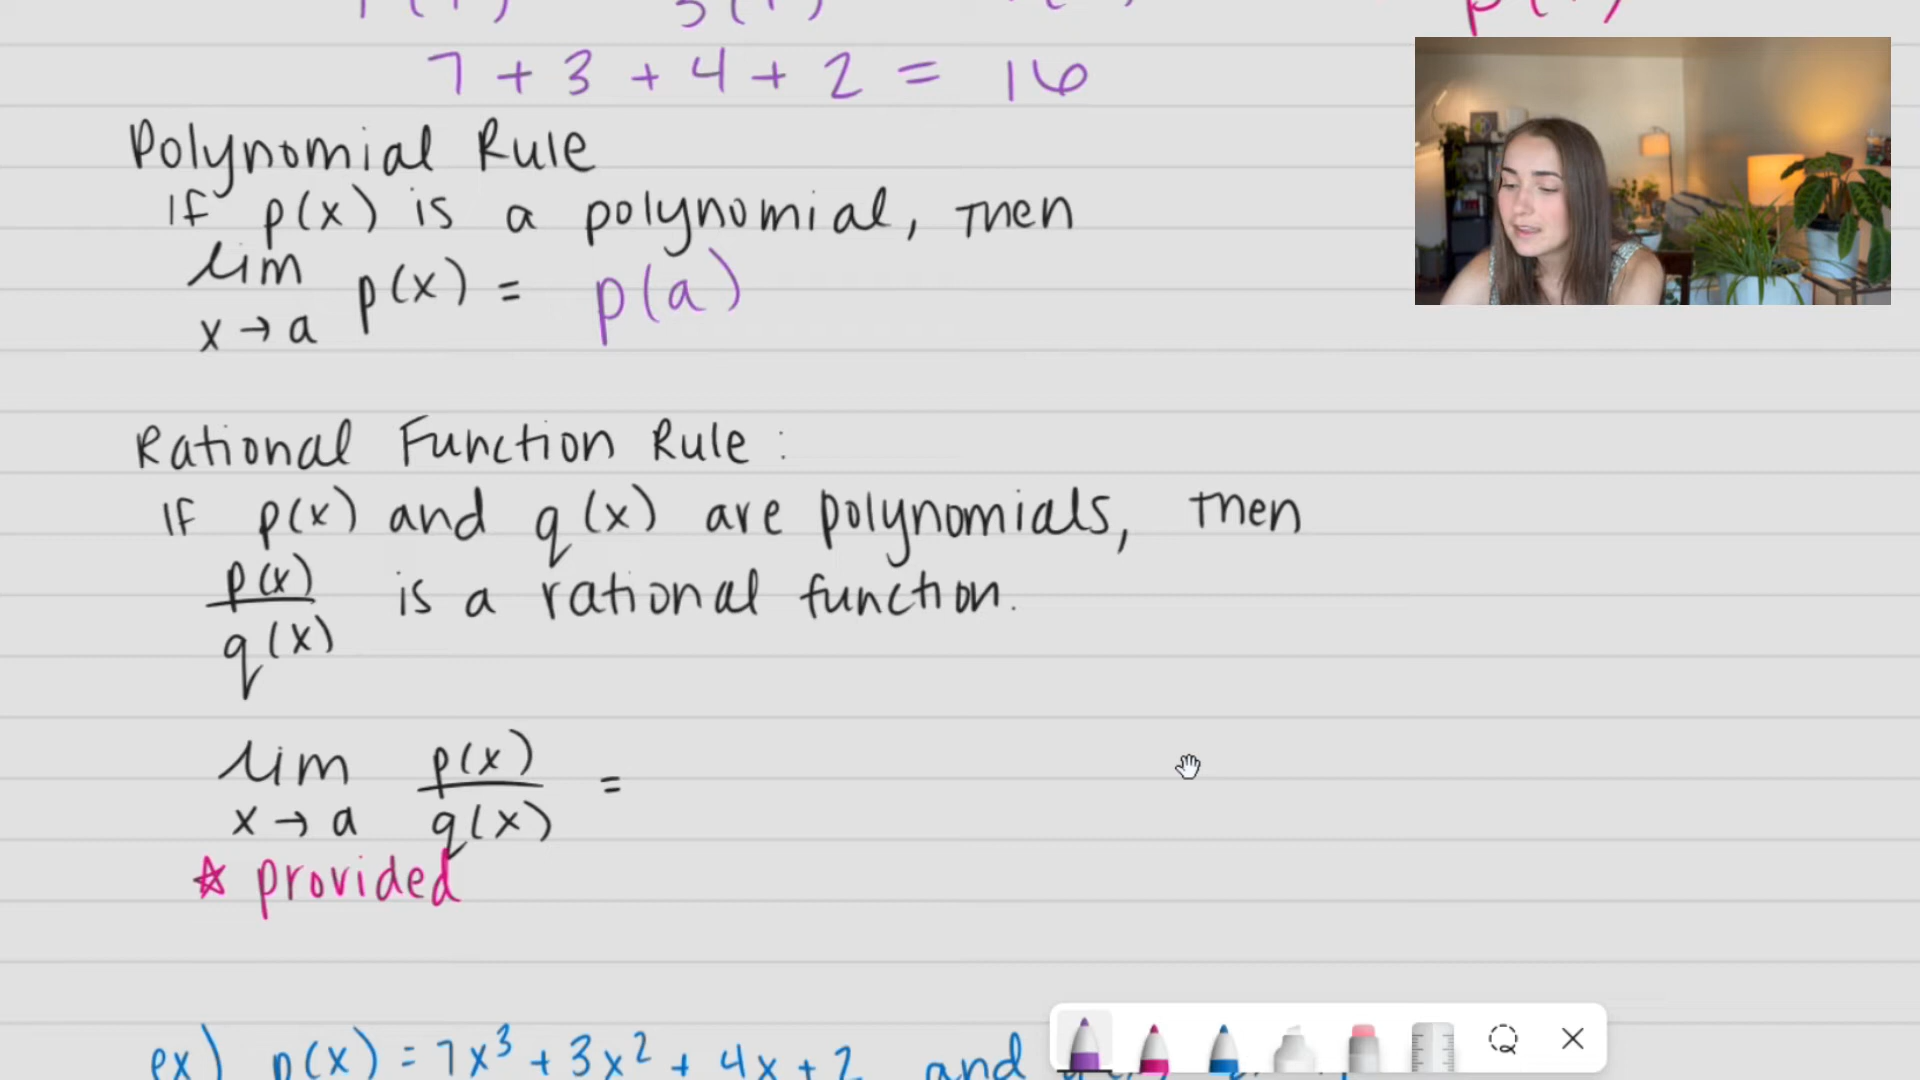 7 + 3 + 4 + 2 = 16
Polynomial Rule
If p(x) is a polynomial, then
lim p(x) = p(a)
x → a
Rational Function Rule :
If p(x) and q(x) are polynomials, then
p(x)
q(x) is a rational function.
lim p(x)
x → a q(x) =
☆ provided
ex) p(x) = 7x³ + 3x² + 4x + 2 and